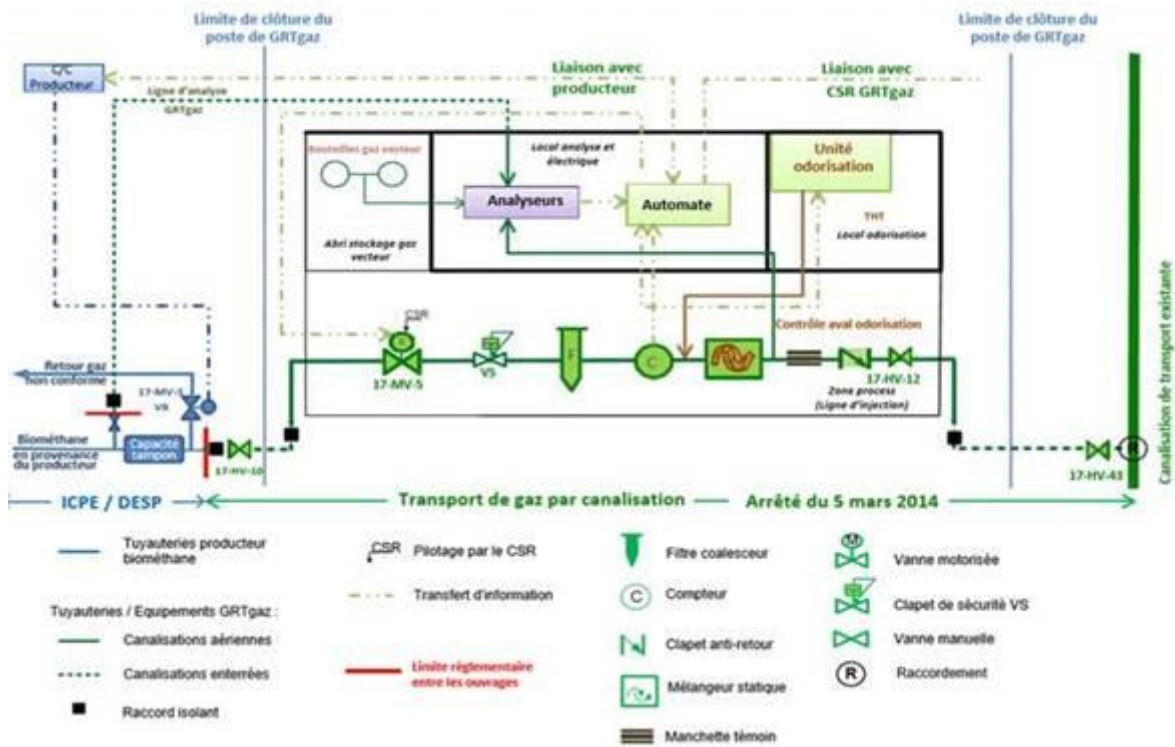 Limite de clôture du
poste de GRTgaz
Limite de clôture du
poste de GRTgaz
C/C
Producteur
Ligne d'analyse
GRTgaz
Liaison avec
producteur
Liaison avec
CSR GRTgaz
Bouteilles gaz vecteur
Local analyse et
électrique
Unité
odorisation
Analyseurs
Automate
THT
Local odorisation
Abri stockage gaz
vecteur
CSR
Contrôle aval odorisation
VS
F
C
17-MV-5
17-HV-12
Zone process
(Ligne d'injection)
Retour gaz
non conforme
17-MV-5
VR
Biométhane
en provenance
du producteur
Capacité
tampon
17-HV-10
17-HV-43
R
Canalisation de transport existante
ICPE / DESP
Transport de gaz par canalisation
Arrêté du 5 mars 2014
Tuyauteries producteur
biométhane
Tuyauteries / Equipements GRTgaz :
Canalisations aériennes
Canalisations enterrées
Raccord isolant
CSR
Pilotage par le CSR
Transfert d'information
Limite règlementaire
entre les ouvrages
Filtre coalesceur
C
Compteur
Clapet anti-retour
Mélangeur statique
Manchette témoin
M
Vanne motorisée
Clapet de sécurité VS
Vanne manuelle
R
Raccordement